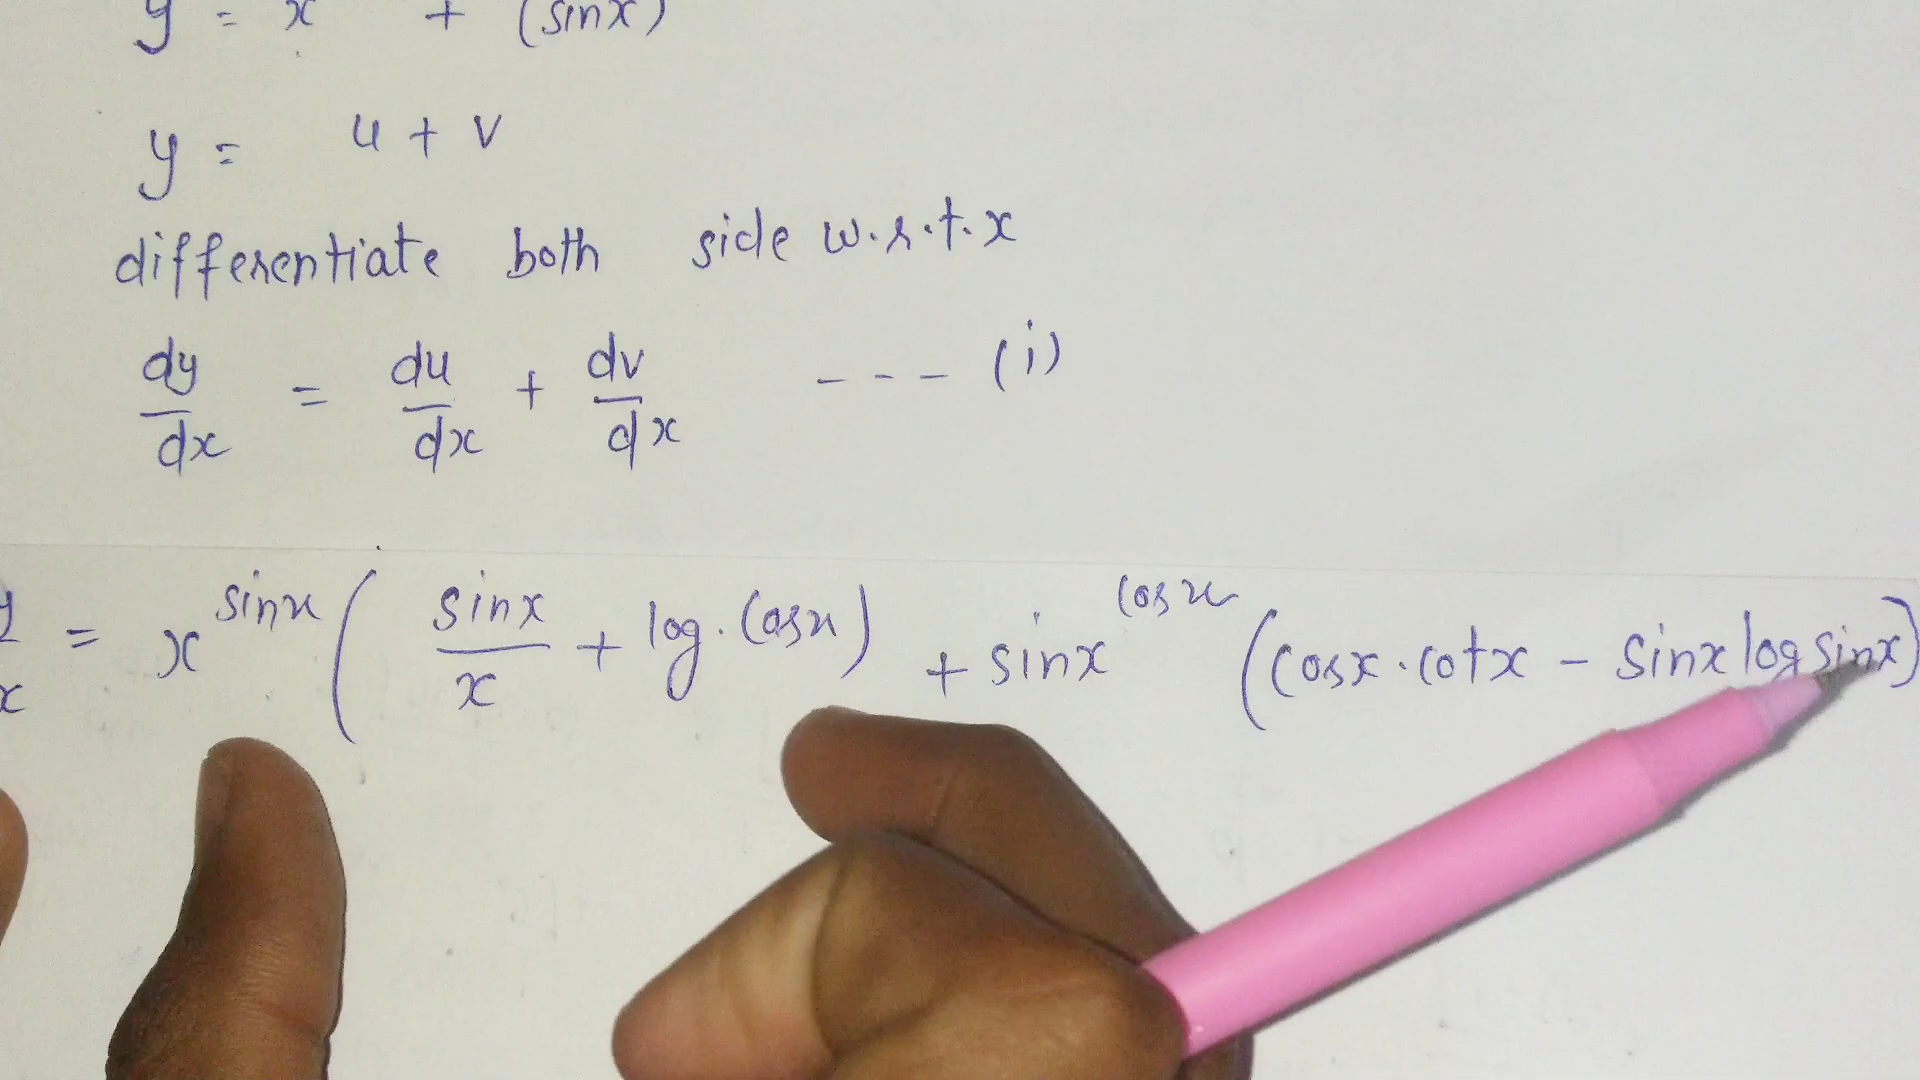 y = x + (sinx)
y = u + v
differentiate both side w.r.t.x
dy/dx = du/dx + dv/dx --- (i)
y/x = x^sinx ( sinx/x + log.cosx) + sinx^cosx (cosx.cotx - sinx logsinx)